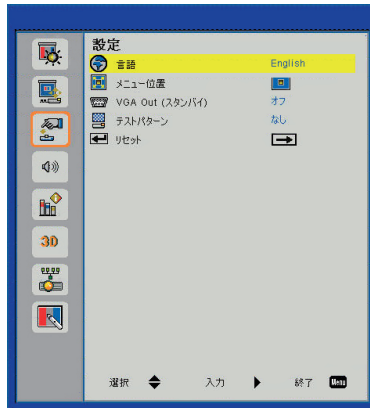 設定
言語 English
メニュー位置
VGA Out (スタンバイ) オフ
テストパターン なし
リセット
3D
選択 入力 終了 Menu